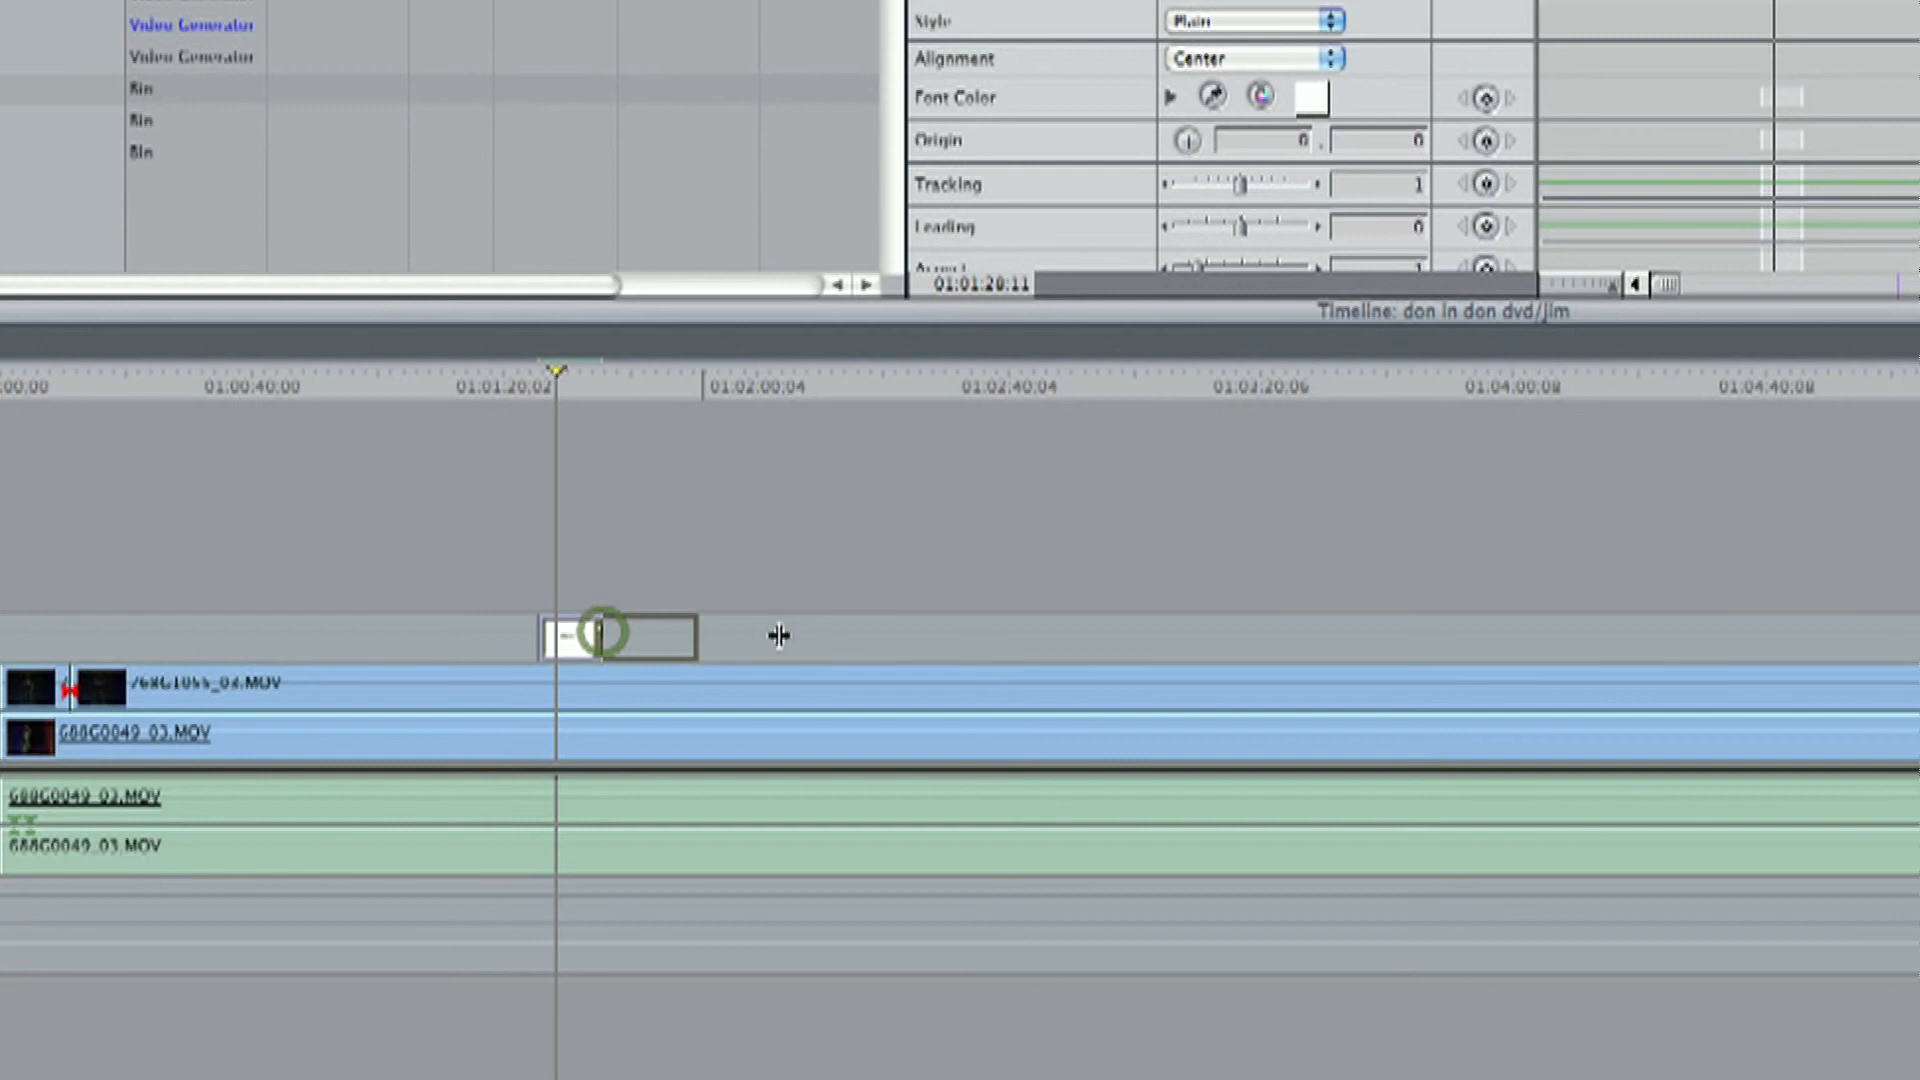 Video Generator
Video Generator
Bin
Bin
Bin
Style
Plain
Alignment
Center
Font Color
Origin
0 , 0
Tracking
1
Leading
0
1
01:01:28:11
Timeline: don in don dvd/jim
01:00:40:00
01:01:20:02
01:02:00:04
01:02:40:04
01:03:20:06
01:04:00:08
01:04:40:08
688G0049_03.MOV
688G0049_03.MOV
688G0049_03.MOV